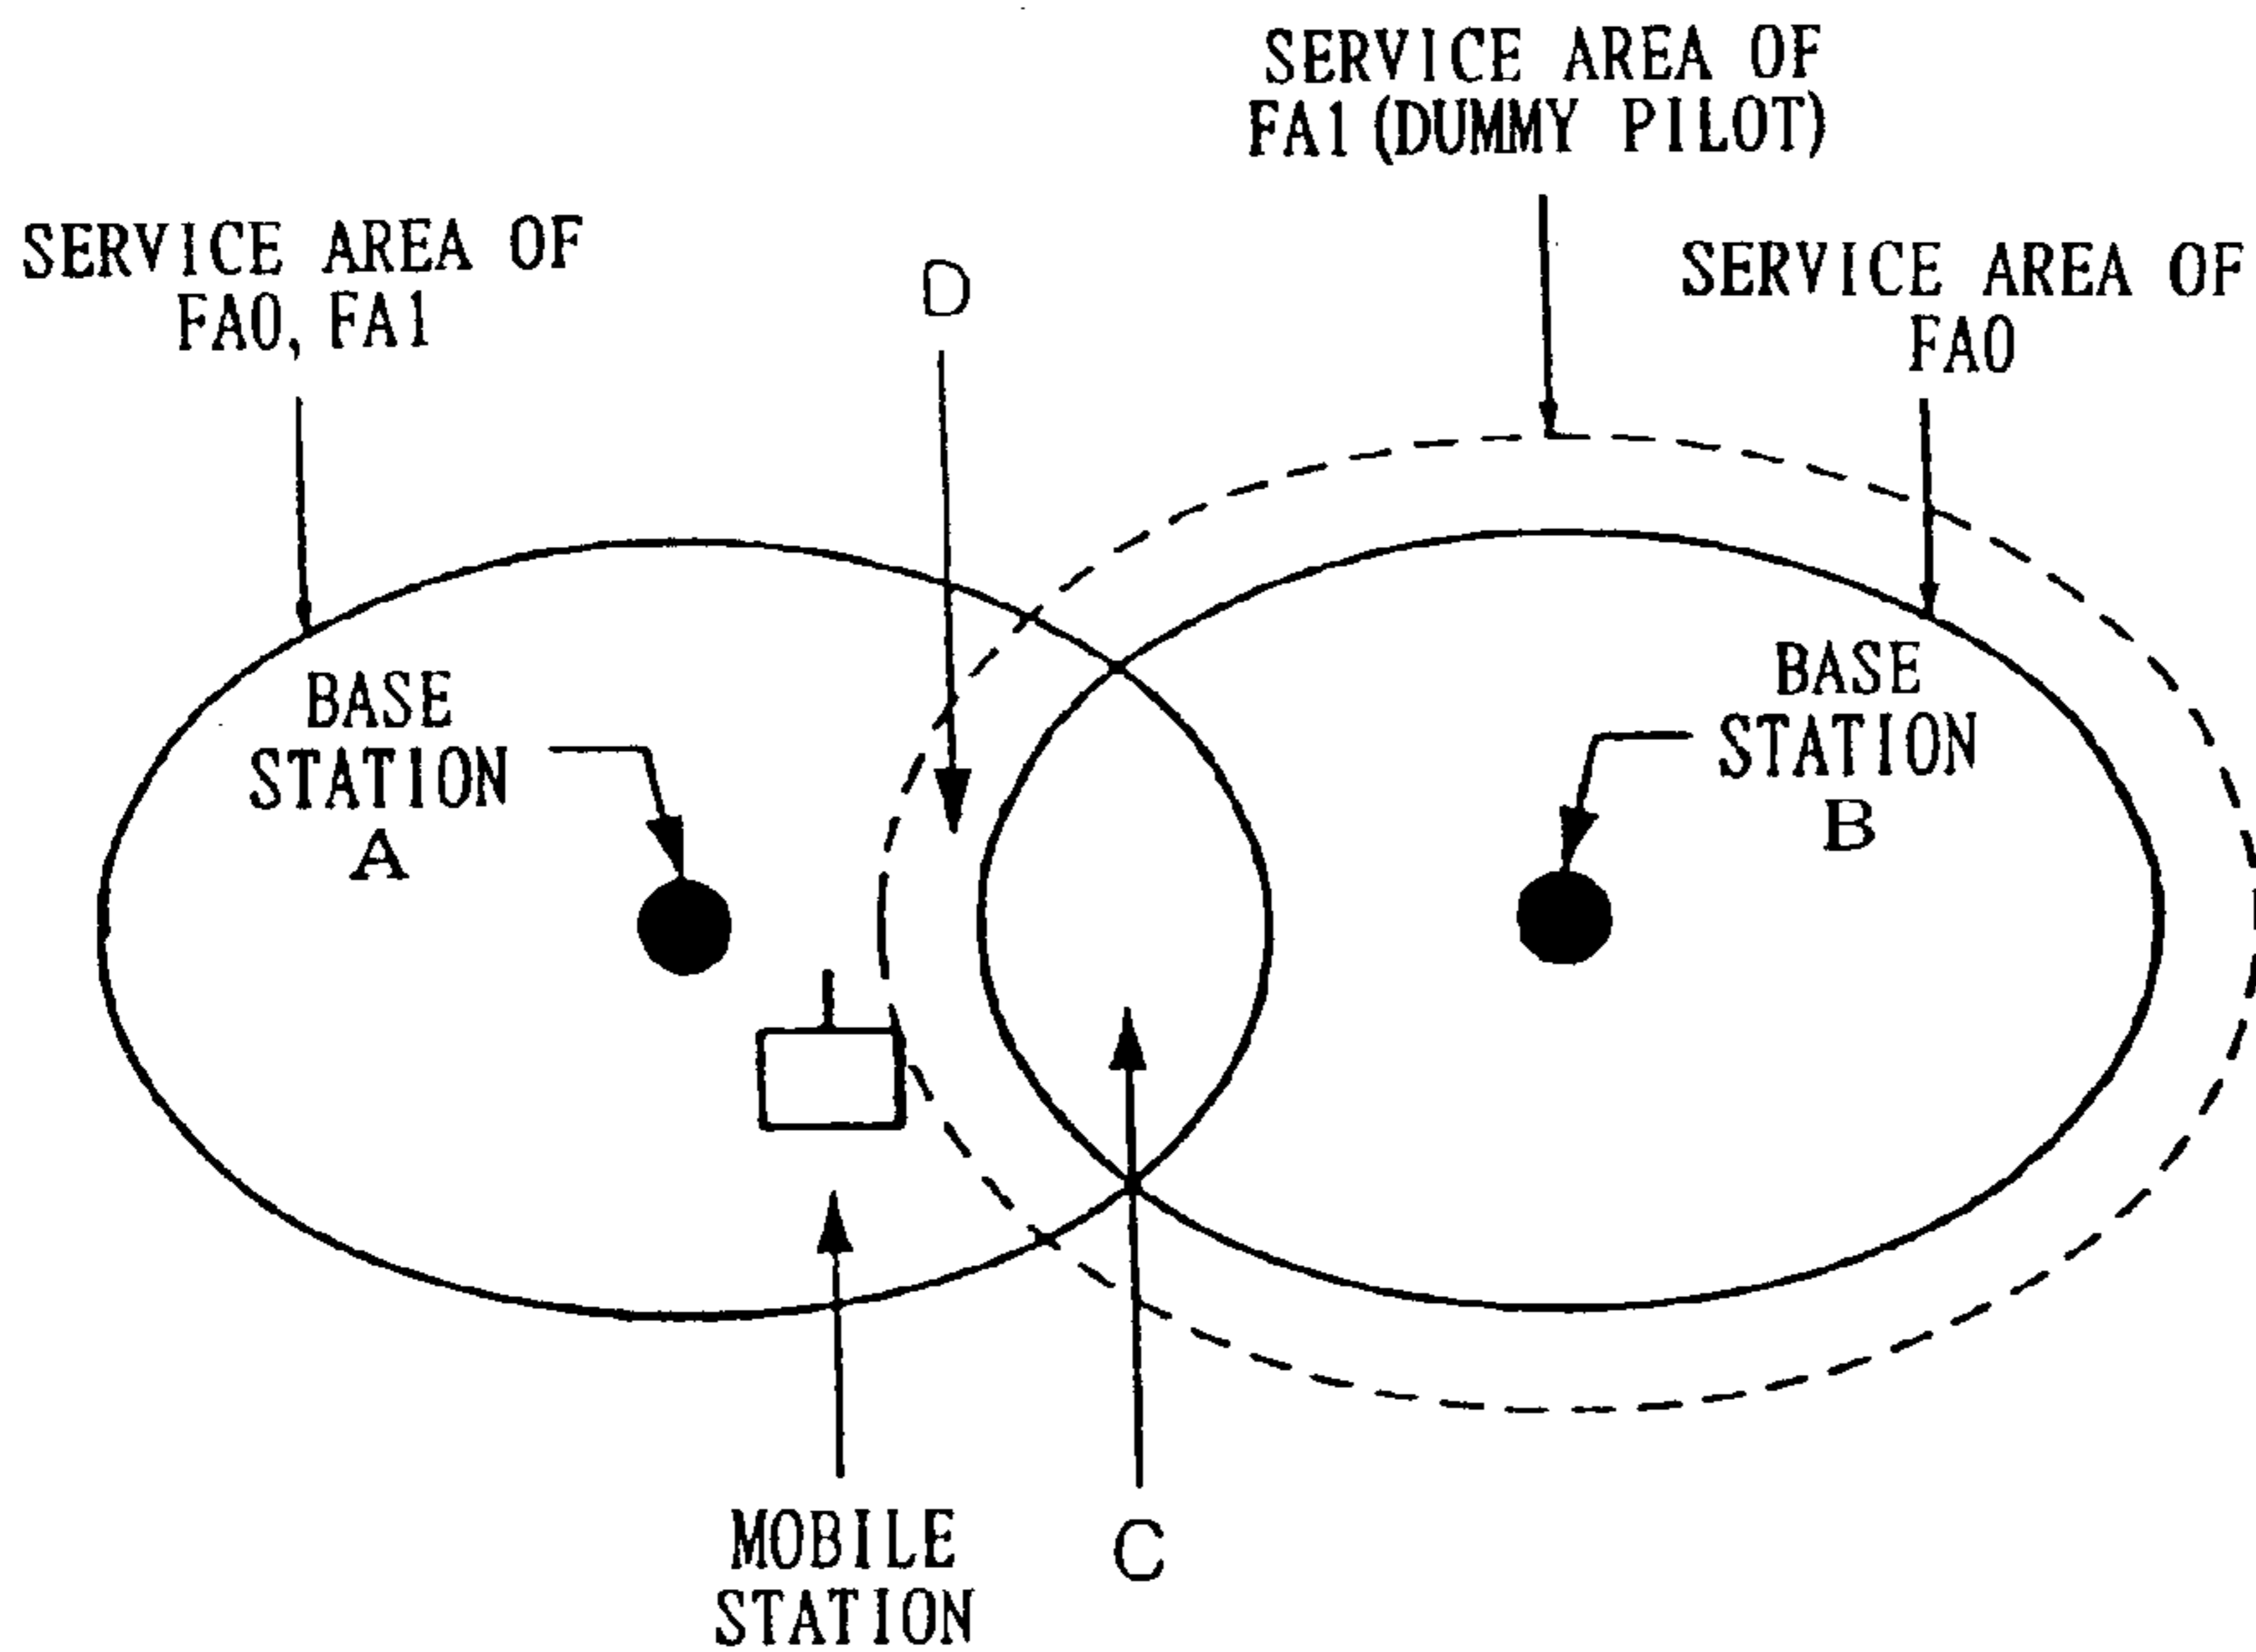 SERVICE AREA OF
FA1 (DUMMY PILOT)
SERVICE AREA OF
FA0, FA1
D
SERVICE AREA OF
FA0
BASE
STATION
A
BASE
STATION
B
MOBILE
STATION
C